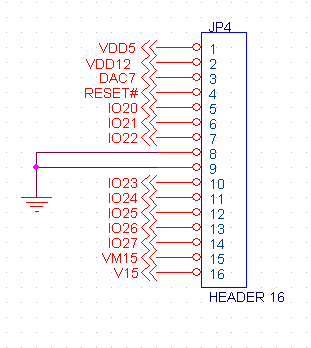 JP4
VDD5 1
VDD12 2
DAC7 3
RESET# 4
IO20 5
IO21 6
IO22 7
8
9
IO23 10
IO24 11
IO25 12
IO26 13
IO27 14
VM15 15
V15 16
HEADER 16